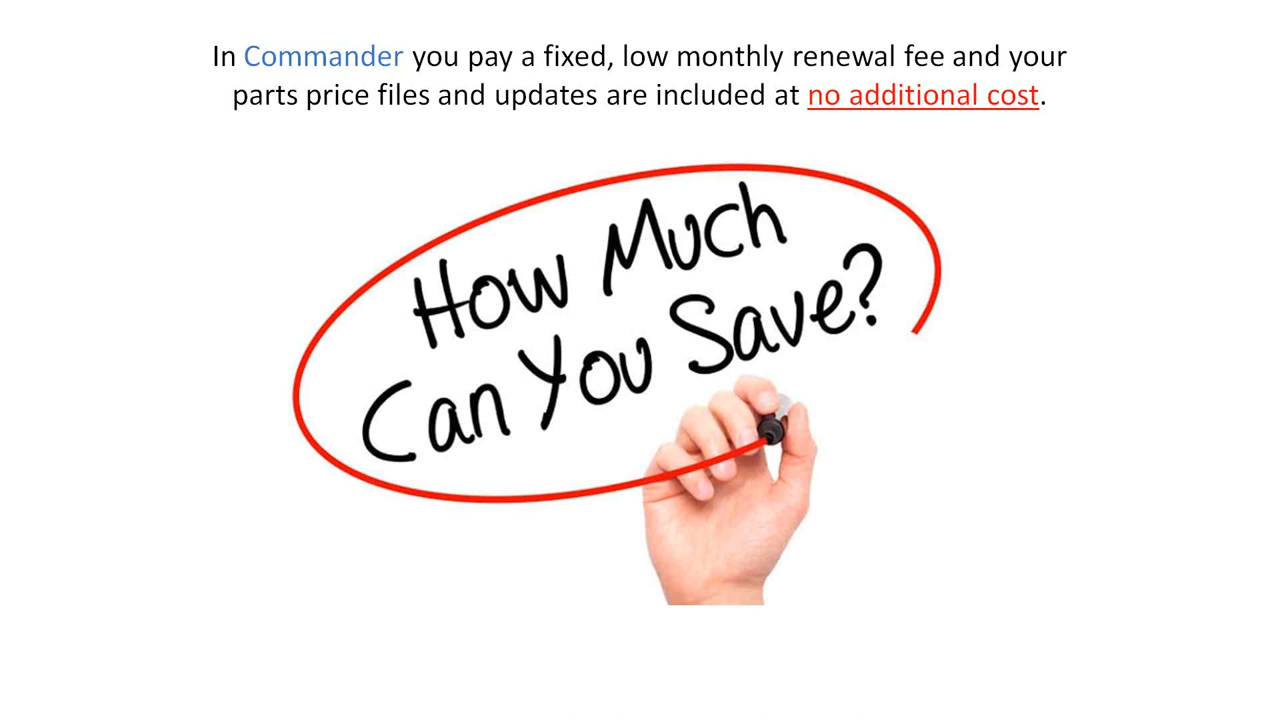 In Commander you pay a fixed, low monthly renewal fee and your
parts price files and updates are included at no additional cost.
How Much
Can You Save?